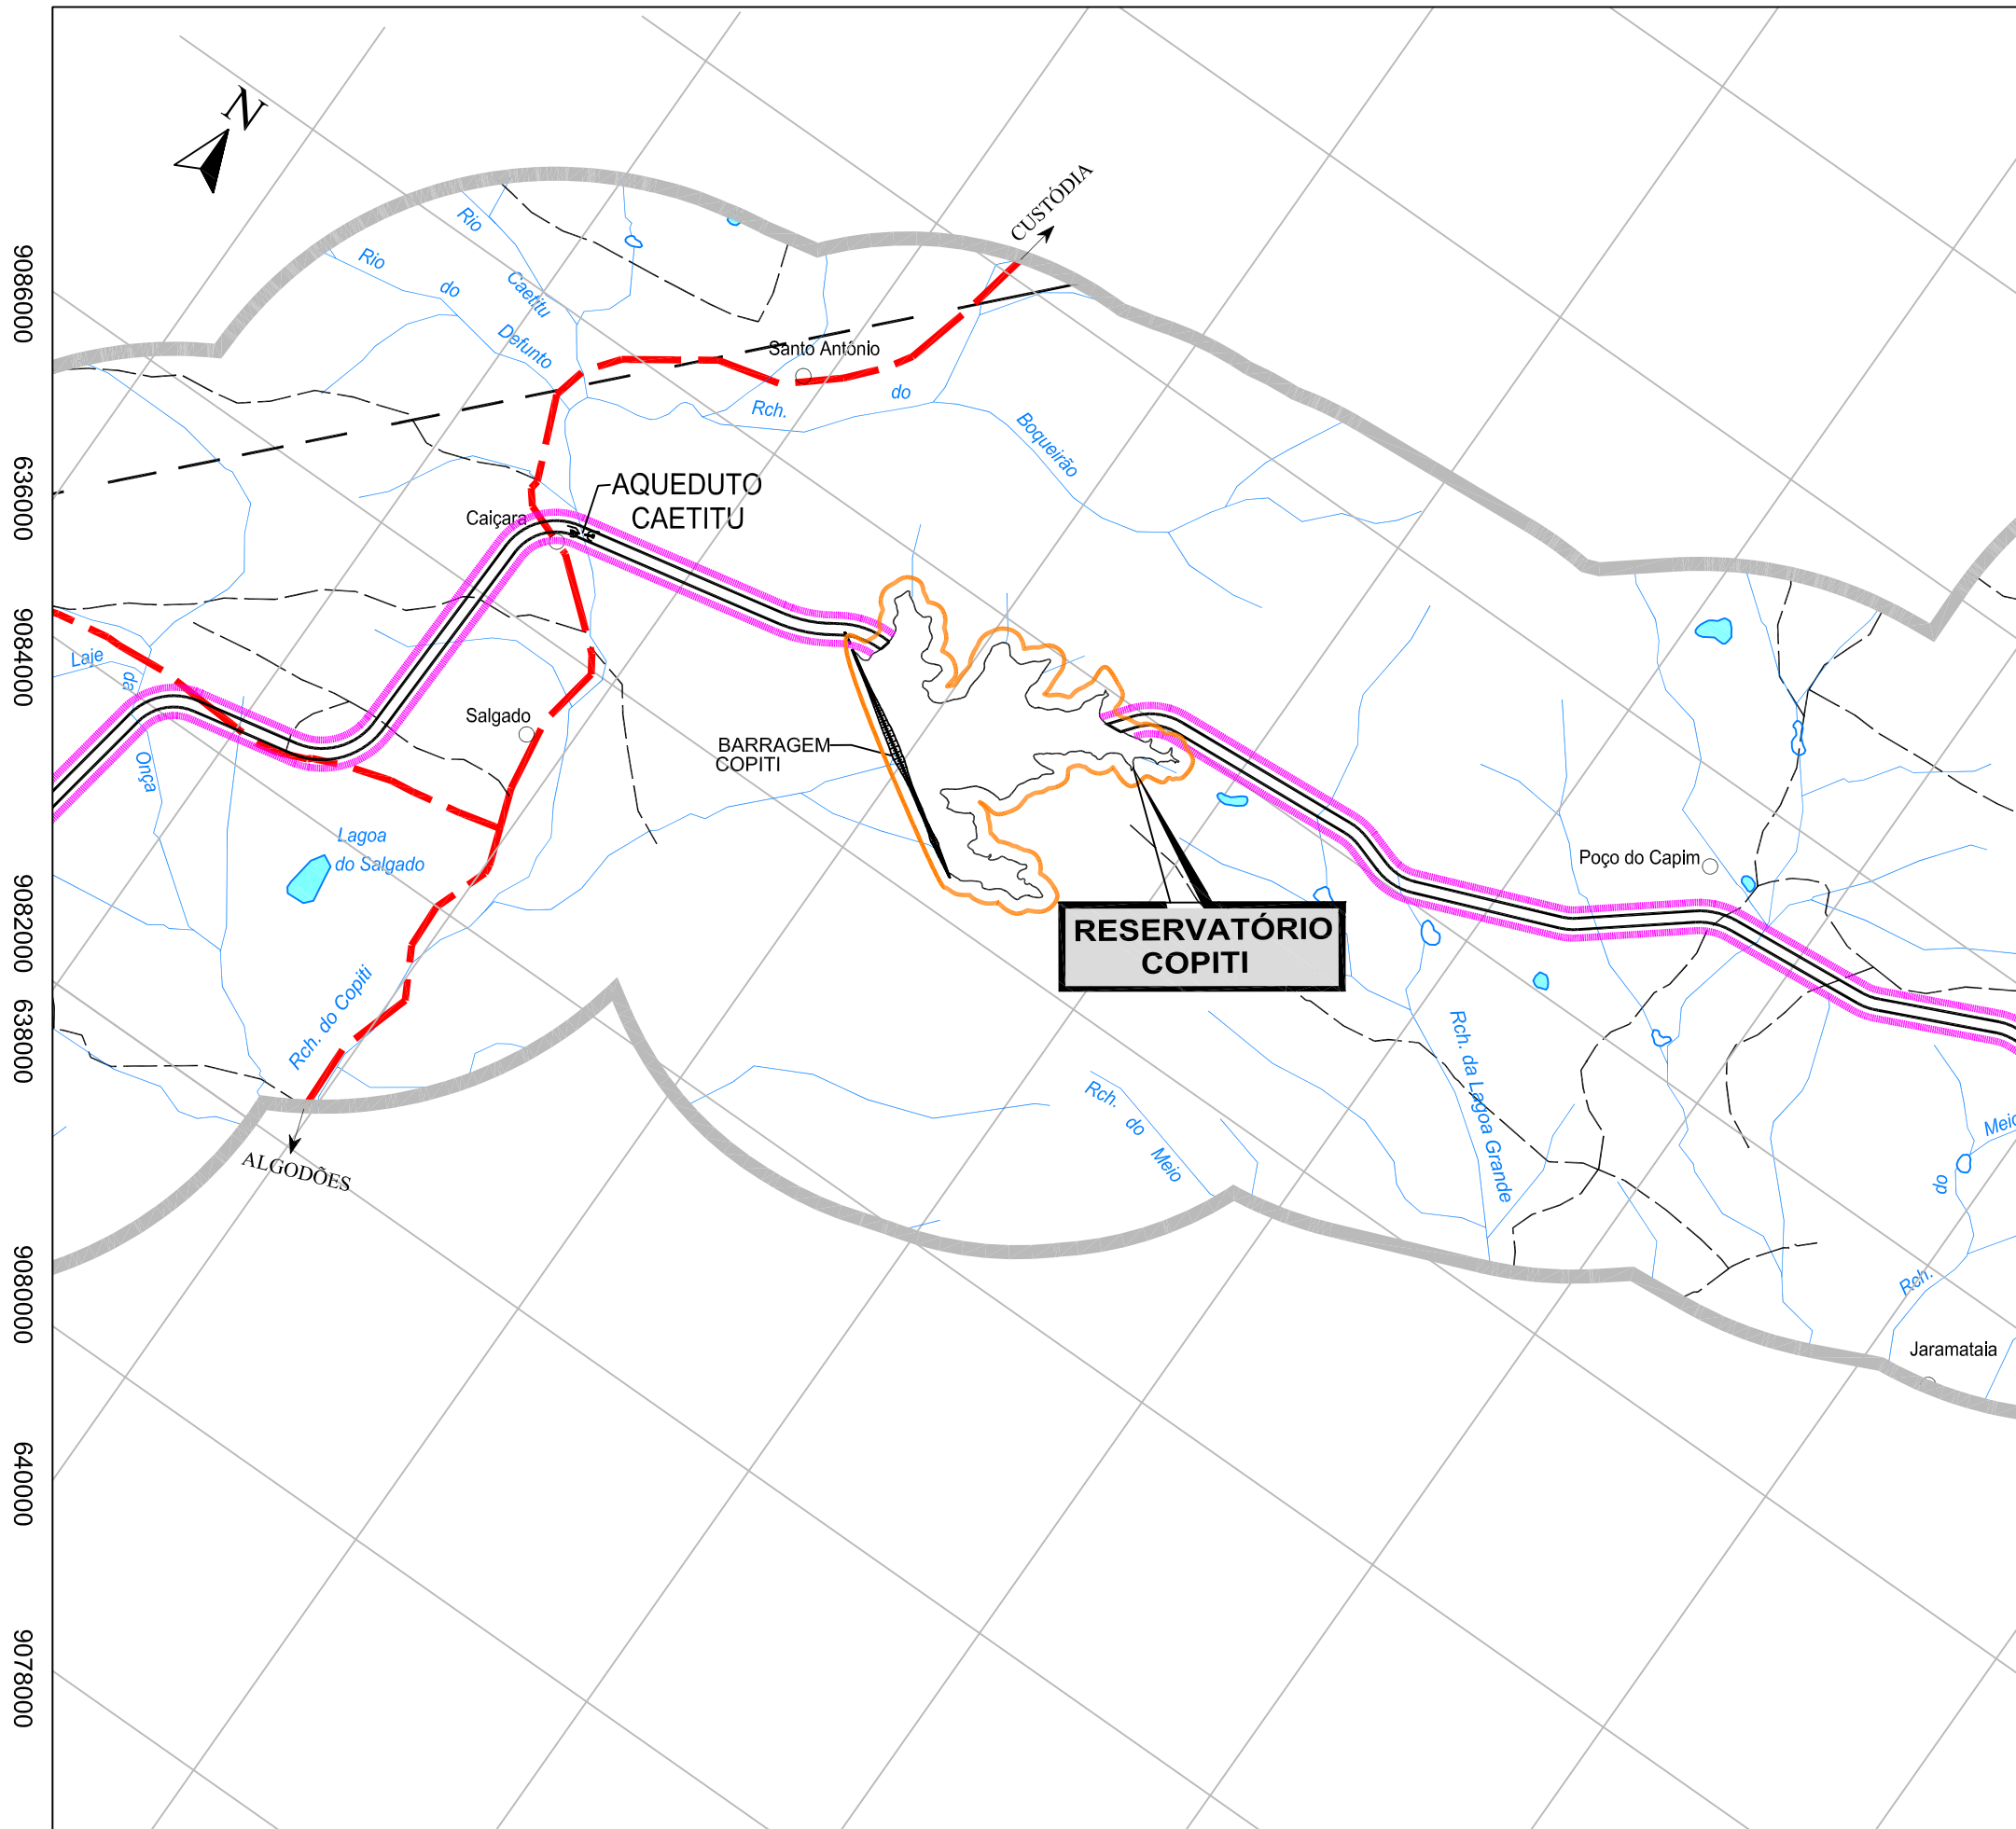 N
CUSTÓDIA
Rio
Caetitu
Rio
do
Defunto
Santo Antônio
Rch.
do
Boqueirão
AQUEDUTO
CAETITU
Caiçara
Laje
da
Onça
Salgado
BARRAGEM
COPITI
Lagoa
do Salgado
Poço do Capim
RESERVATÓRIO
COPITI
Rch. do Copiti
ALGODÕES
Rch.
do
Meio
Rch. da Lagoa Grande
Meio
do
Rch.
Jaramataia
9086000
636000
9084000
9082000
638000
9080000
640000
9078000